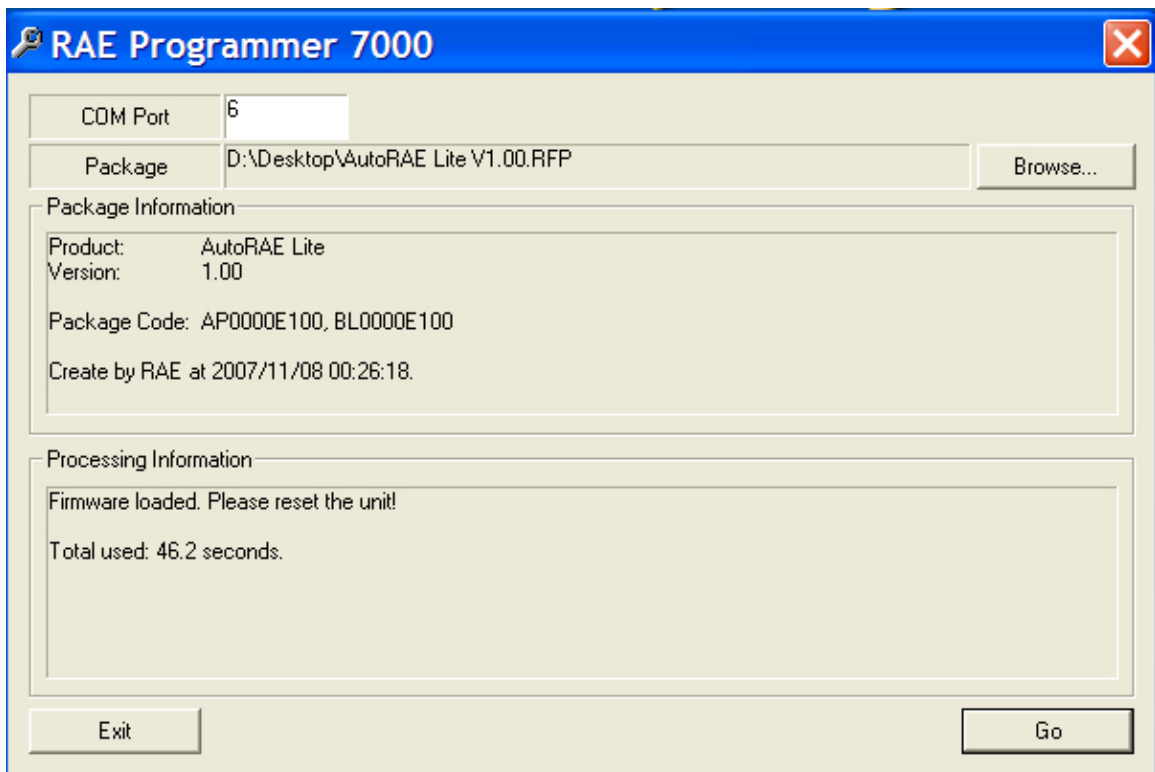 RAE Programmer 7000
COM Port 6
Package D:\Desktop\AutoRAE Lite V1.00.RFP Browse...
Package Information
Product: AutoRAE Lite
Version: 1.00
Package Code: AP0000E100, BL0000E100
Create by RAE at 2007/11/08 00:26:18.
Processing Information
Firmware loaded. Please reset the unit!
Total used: 46.2 seconds.
Exit Go